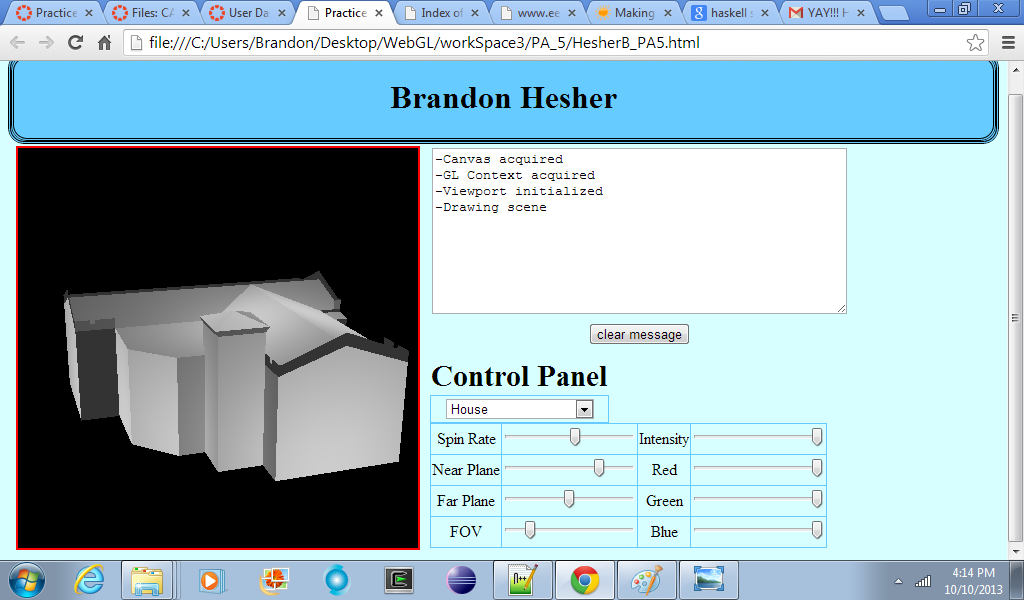 Practice
Files: CA
User Da
Practice
Index of
www.ee
Making
haskell s
YAY!!! H
file:///C:/Users/Brandon/Desktop/WebGL/workSpace3/PA_5/HesherB_PA5.html
Brandon Hesher
-Canvas acquired
-GL Context acquired
-Viewport initialized
-Drawing scene
clear message
Control Panel
House
Spin Rate Intensity
Near Plane Red
Far Plane Green
FOV Blue
4:14 PM
10/10/2013